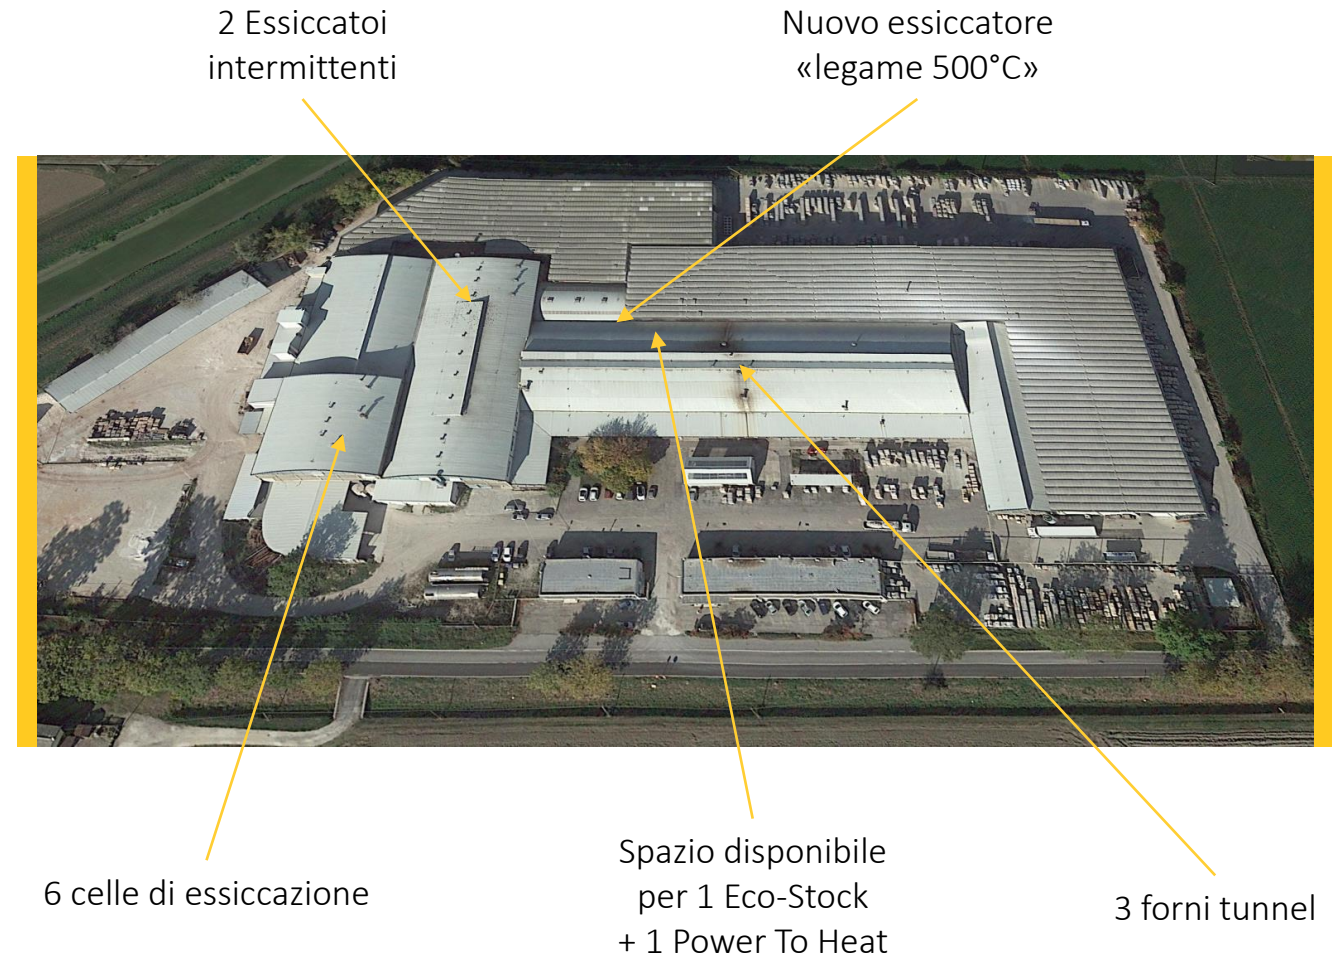 2 Essiccatoi
intermittenti
Nuovo essiccatore
«legame 500°C»
6 celle di essiccazione
Spazio disponibile
per 1 Eco-Stock
+ 1 Power To Heat
3 forni tunnel